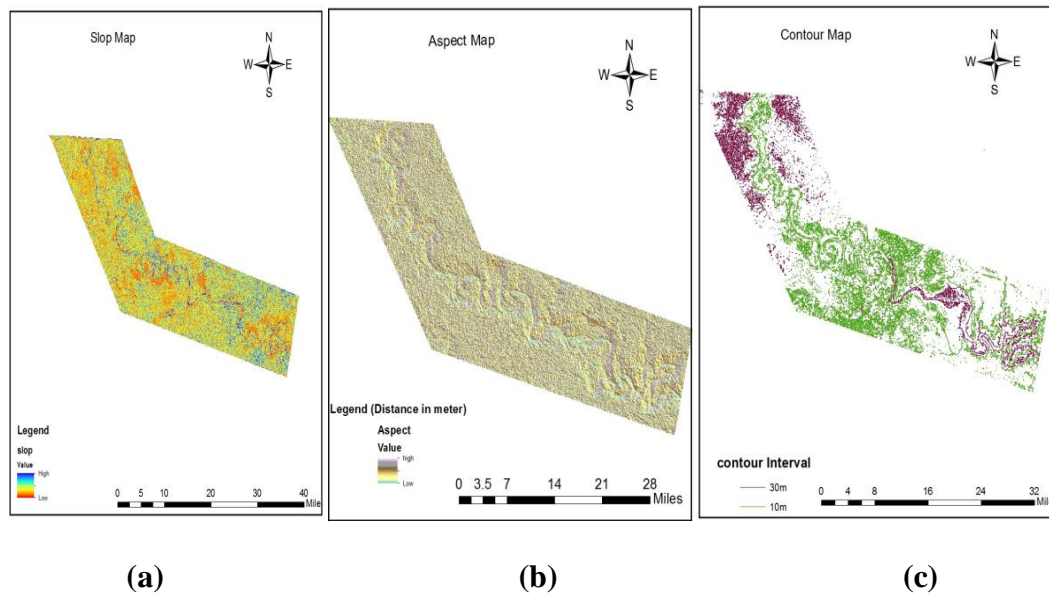 Slop Map
N
W E
S
Legend
slop
Value
High
Low
0 5 10 20 30 40
Miles
(a)
Aspect Map
N
W E
S
Legend (Distance in meter)
Aspect
Value
high
Low
0 3.5 7 14 21 28
Miles
(b)
Contour Map
N
W E
S
contour Interval
30m
10m
0 4 8 16 24 32
Miles
(c)